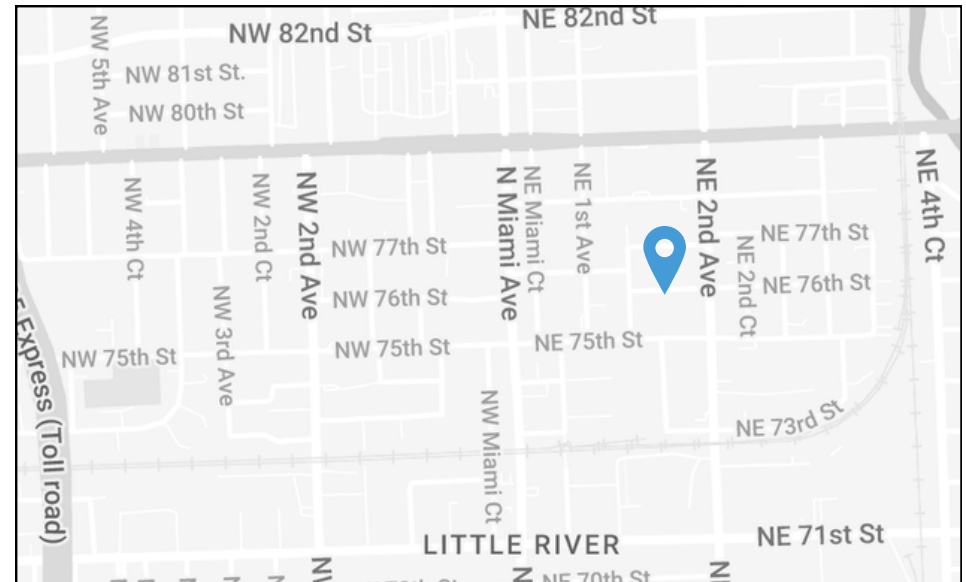 NE 82nd St
NW 82nd St
NW 5th Ave
NW 81st St.
NW 80th St
NE 4th Ct
NE 2nd Ave
N Miami Ave
NE Miami Ct
NE 1st Ave
NW 2nd Ave
NW 2nd Ct
NW 4th Ct
NE 77th St
NW 77th St
NE 2nd Ct
NE 76th St
NW 76th St
NW 3rd Ave
NE 75th St
NW 75th St
NW 75th St
Express (Toll road)
NW Miami Ct
NE 73rd St
NE 71st St
LITTLE RIVER
NE 70th St